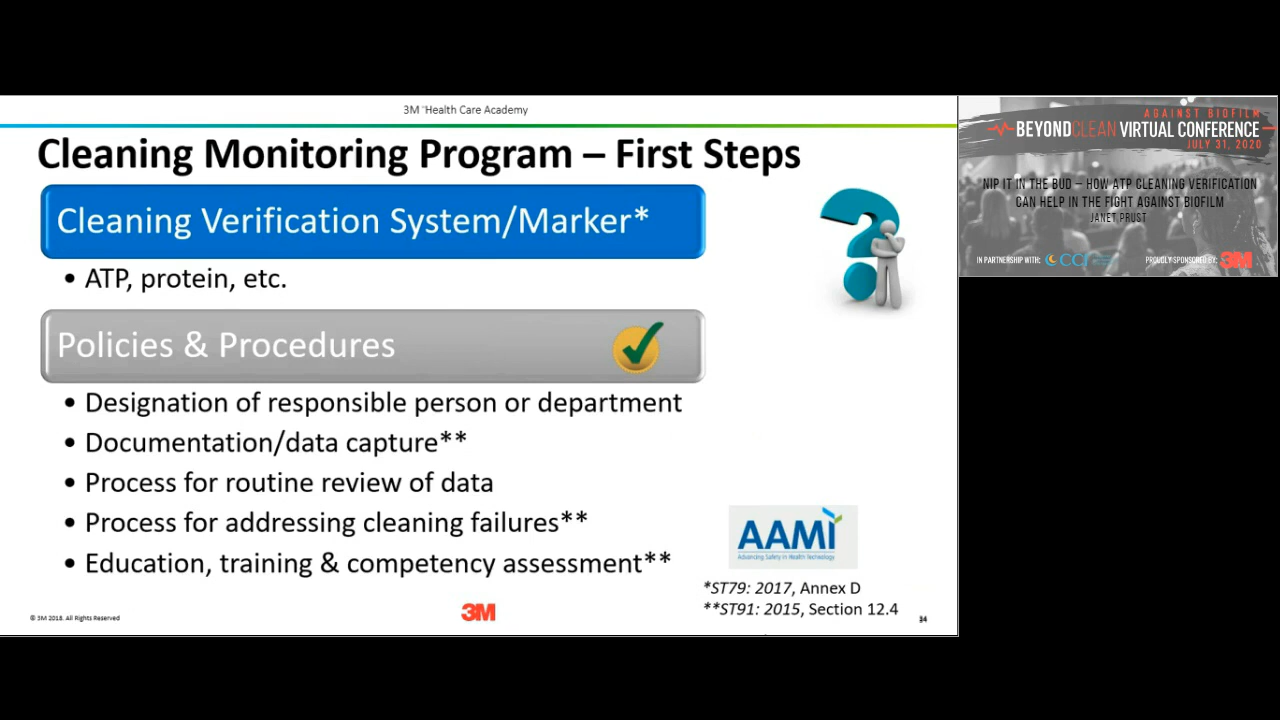 3M ¨Health Care Academy
Cleaning Monitoring Program – First Steps
Cleaning Verification System/Marker*
• ATP, protein, etc.
Policies & Procedures
• Designation of responsible person or department
• Documentation/data capture**
• Process for routine review of data
• Process for addressing cleaning failures**
• Education, training & competency assessment**
AAMI
Advancing Safety in Health Technology
*ST79: 2017, Annex D
**ST91: 2015, Section 12.4
© 3M 2018. All Rights Reserved
3M
34
AGAINST BIOFILM
BEYONDCLEAN VIRTUAL CONFERENCE
JULY 31, 2020
NIP IT IN THE BUD – HOW ATP CLEANING VERIFICATION
CAN HELP IN THE FIGHT AGAINST BIOFILM
JANET PRUST
IN PARTNERSHIP WITH: CCI
PROUDLY SPONSORED BY: 3M